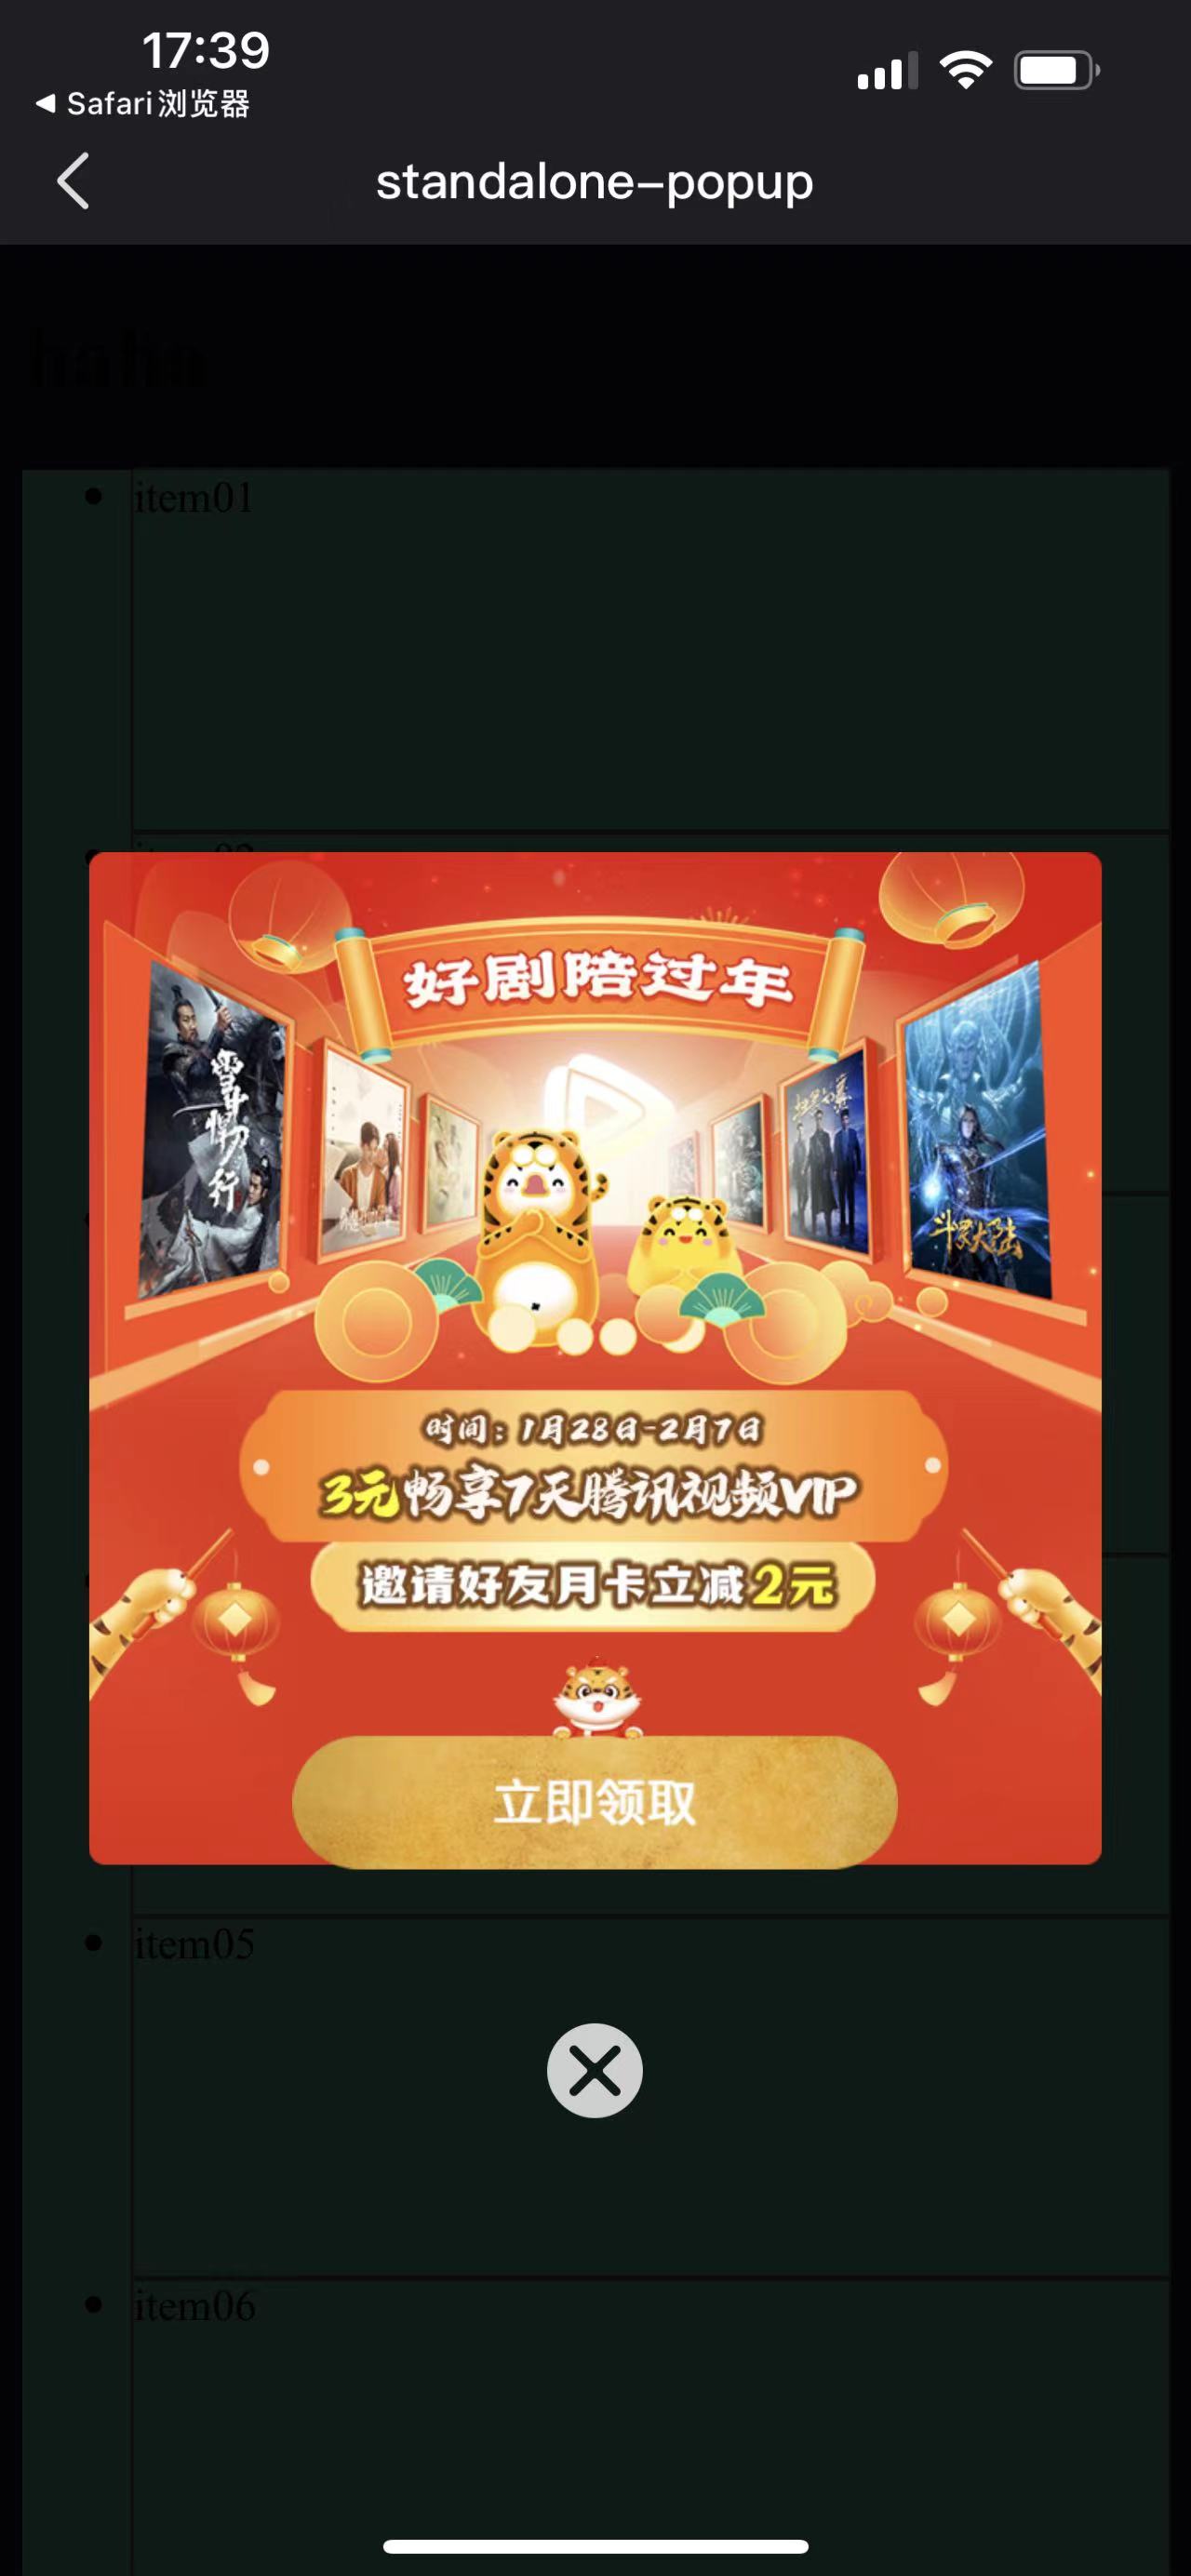 17:39
Safari浏览器
standalone-popup
item01
好剧陪过年
雪中悍刀行
斗罗大陆
时间：1月28日-2月7日
3元畅享7天腾讯视频VIP
邀请好友月卡立减2元
立即领取
item05
item06